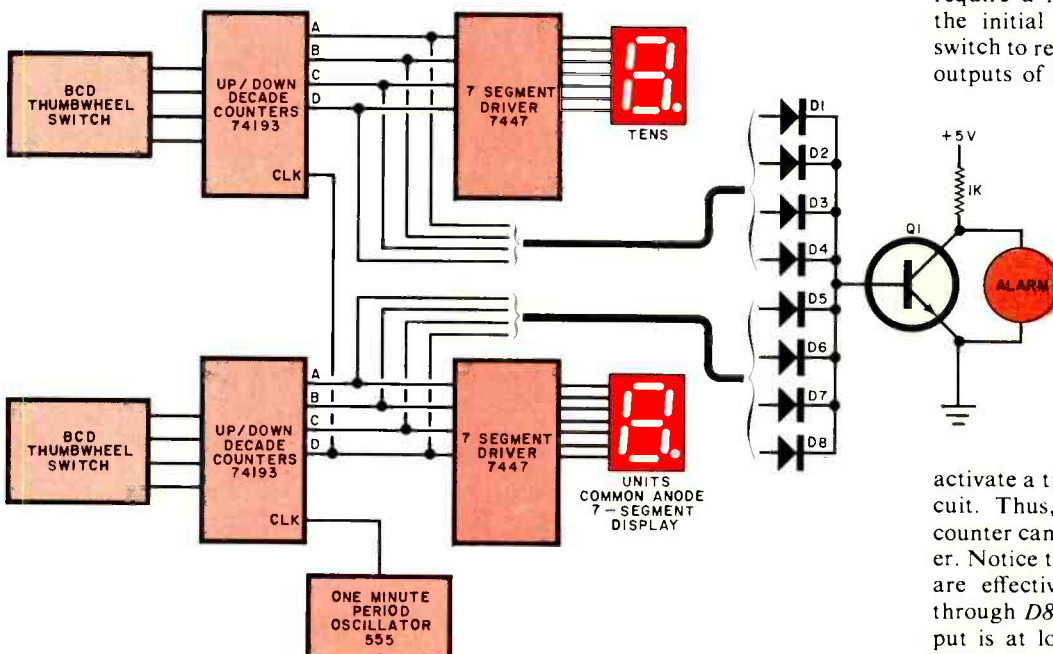 the initial
switch to re
outputs of
A
B
C
D
BCD
THUMBWHEEL
SWITCH
UP/DOWN
DECADE
COUNTERS
74193
CLK
7 SEGMENT
DRIVER
7447
TENS
D1
D2
D3
D4
D5
D6
D7
D8
+5V
1K
Q1
ALARM
A
B
C
D
BCD
THUMBWHEEL
SWITCH
UP/DOWN
DECADE
COUNTERS
74193
CLK
7 SEGMENT
DRIVER
7447
UNITS
COMMON ANODE
7-SEGMENT
DISPLAY
ONE MINUTE
PERIOD
OSCILLATOR
555
activate a t
cuit. Thus,
counter can
er. Notice t
are effectiv
through D8
put is at lo